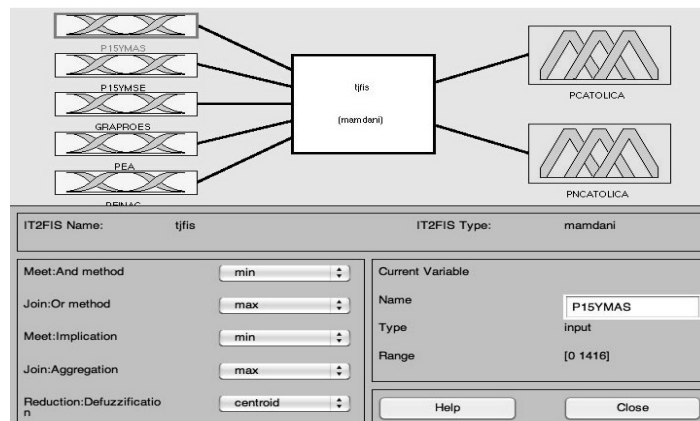 P15YMAS
P15YMSE
GRAPROES
PEA
tjfis
(mamdani)
PCATOLICA
PNCATOLICA
IT2FIS Name: tjfis
IT2FIS Type: mamdani
Meet:And method min
Join:Or method max
Meet:Implication min
Join:Aggregation max
Reduction:Defuzzificatio
n
centroid
Current Variable
Name P15YMAS
Type input
Range [0 1416]
Help Close